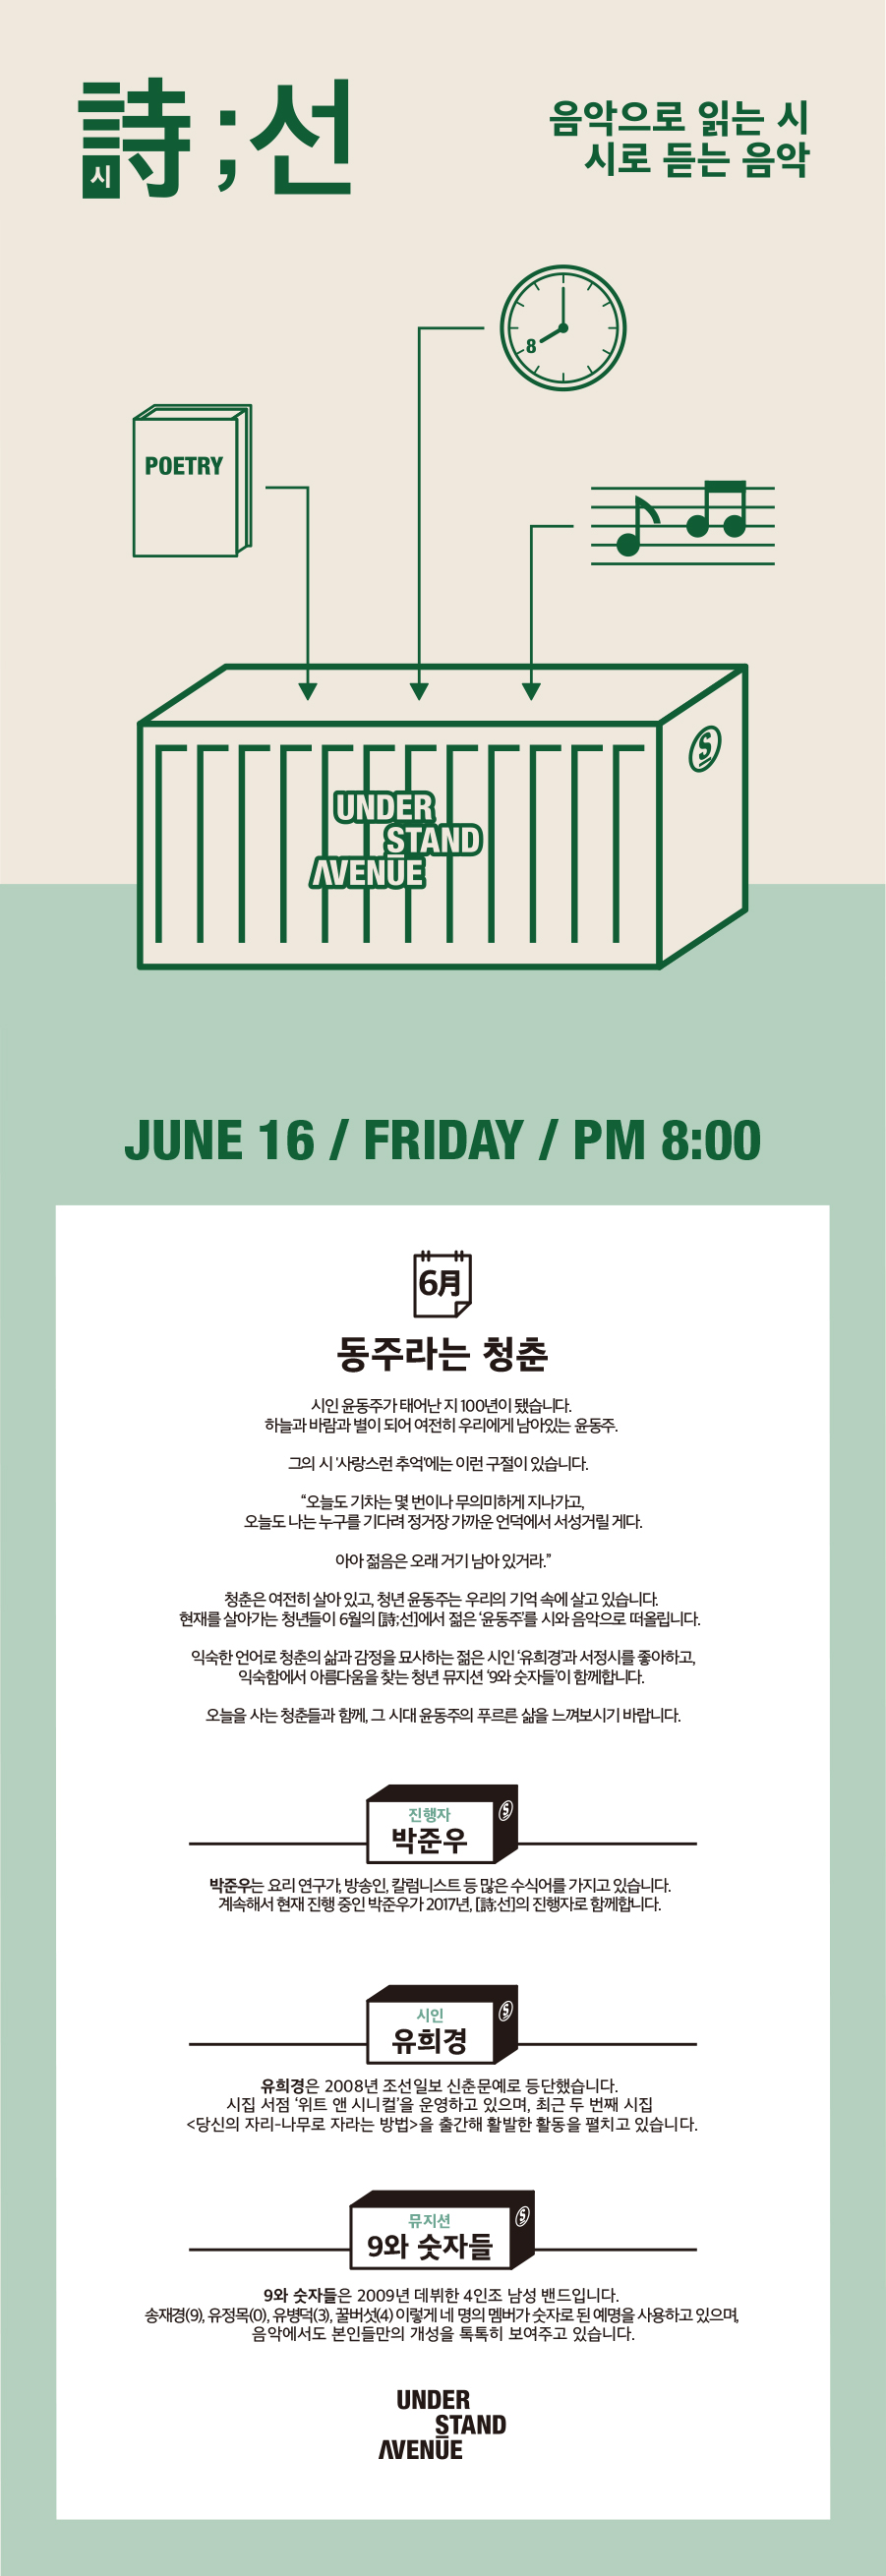 詩;선
시
음악으로 읽는 시
시로 듣는 음악
8
POETRY
S
UNDER
STAND
AVENUE
JUNE 16 / FRIDAY / PM 8:00
6月
동주라는 청춘
시인 윤동주가 태어난 지 100년이 됐습니다.
하늘과 바람과 별이 되어 여전히 우리에게 남아있는 윤동주.
그의 시 '사랑스런 추억'에는 이런 구절이 있습니다.
“오늘도 기차는 몇 번이나 무의미하게 지나가고,
오늘도 나는 누구를 기다려 정거장 가까운 언덕에서 서성거릴 게다.
아아 젊음은 오래 거기 남아 있거라.”
청춘은 여전히 살아 있고, 청년 윤동주는 우리의 기억 속에 살고 있습니다.
현재를 살아가는 청년들이 6월의 [詩;선]에서 젊은 ‘윤동주’를 시와 음악으로 떠올립니다.
익숙한 언어로 청춘의 삶과 감정을 묘사하는 젊은 시인 ‘유희경’과 서정시를 좋아하고,
익숙함에서 아름다움을 찾는 청년 뮤지션 ‘9와 숫자들’이 함께합니다.
오늘을 사는 청춘들과 함께, 그 시대 윤동주의 푸르른 삶을 느껴보시기 바랍니다.
진행자
박준우
S
박준우는 요리 연구가, 방송인, 칼럼니스트 등 많은 수식어를 가지고 있습니다.
계속해서 현재 진행 중인 박준우가 2017년, [詩;선]의 진행자로 함께합니다.
시인
유희경
S
유희경은 2008년 조선일보 신춘문예로 등단했습니다.
시집 서점 ‘위트 앤 시니컬’을 운영하고 있으며, 최근 두 번째 시집
<당신의 자리-나무로 자라는 방법>을 출간해 활발한 활동을 펼치고 있습니다.
뮤지션
9와 숫자들
S
9와 숫자들은 2009년 데뷔한 4인조 남성 밴드입니다.
송재경(9), 유정목(0), 유병덕(3), 꿀버섯(4) 이렇게 네 명의 멤버가 숫자로 된 예명을 사용하고 있으며,
음악에서도 본인들만의 개성을 톡톡히 보여주고 있습니다.
UNDER
STAND
AVENUE